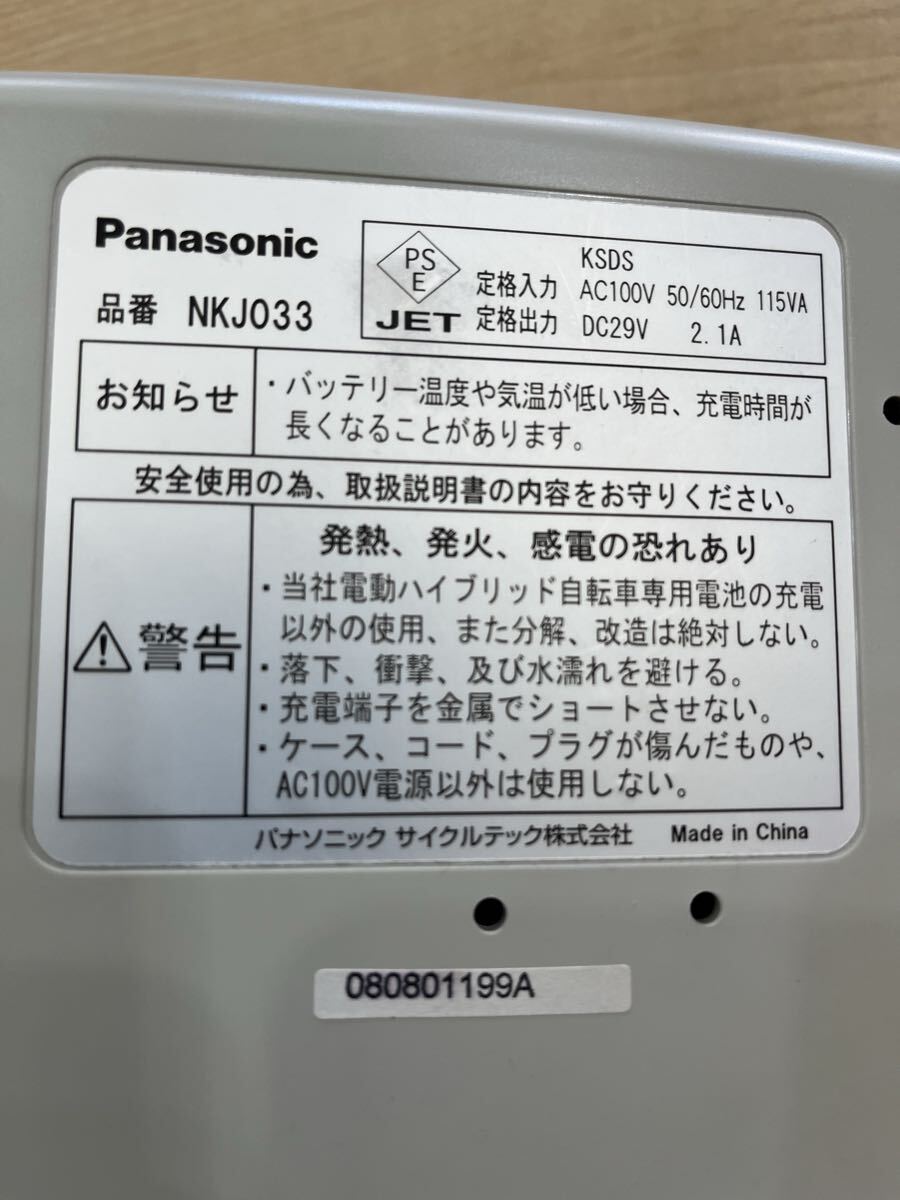 Panasonic
品番 NKJ033
PS
E
JET
KSDS
定格入力 AC100V 50/60Hz 115VA
定格出力 DC29V 2.1A
お知らせ
・バッテリー温度や気温が低い場合、充電時間が
長くなることがあります。
安全使用の為、取扱説明書の内容をお守りください。
警告
発熱、発火、感電の恐れあり
・当社電動ハイブリッド自転車専用電池の充電
以外の使用、また分解、改造は絶対しない。
・落下、衝撃、及び水濡れを避ける。
・充電端子を金属でショートさせない。
・ケース、コード、プラグが傷んだものや、
AC100V電源以外は使用しない。
パナソニック サイクルテック株式会社 Made in China
080801199A